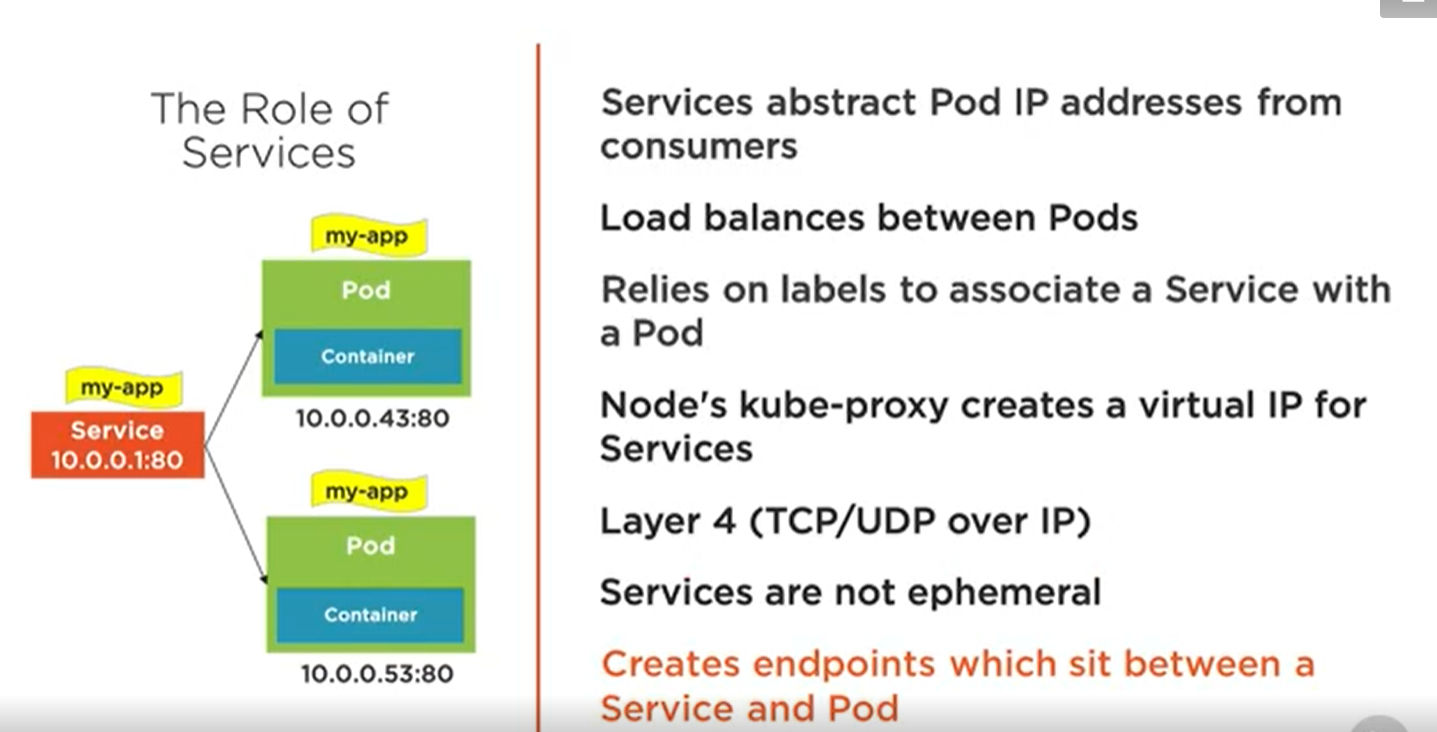 The Role of
Services
my-app
Pod
Container
10.0.0.43:80
my-app
Service
10.0.0.1:80
my-app
Pod
Container
10.0.0.53:80
Services abstract Pod IP addresses from
consumers
Load balances between Pods
Relies on labels to associate a Service with
a Pod
Node's kube-proxy creates a virtual IP for
Services
Layer 4 (TCP/UDP over IP)
Services are not ephemeral
Creates endpoints which sit between a
Service and Pod